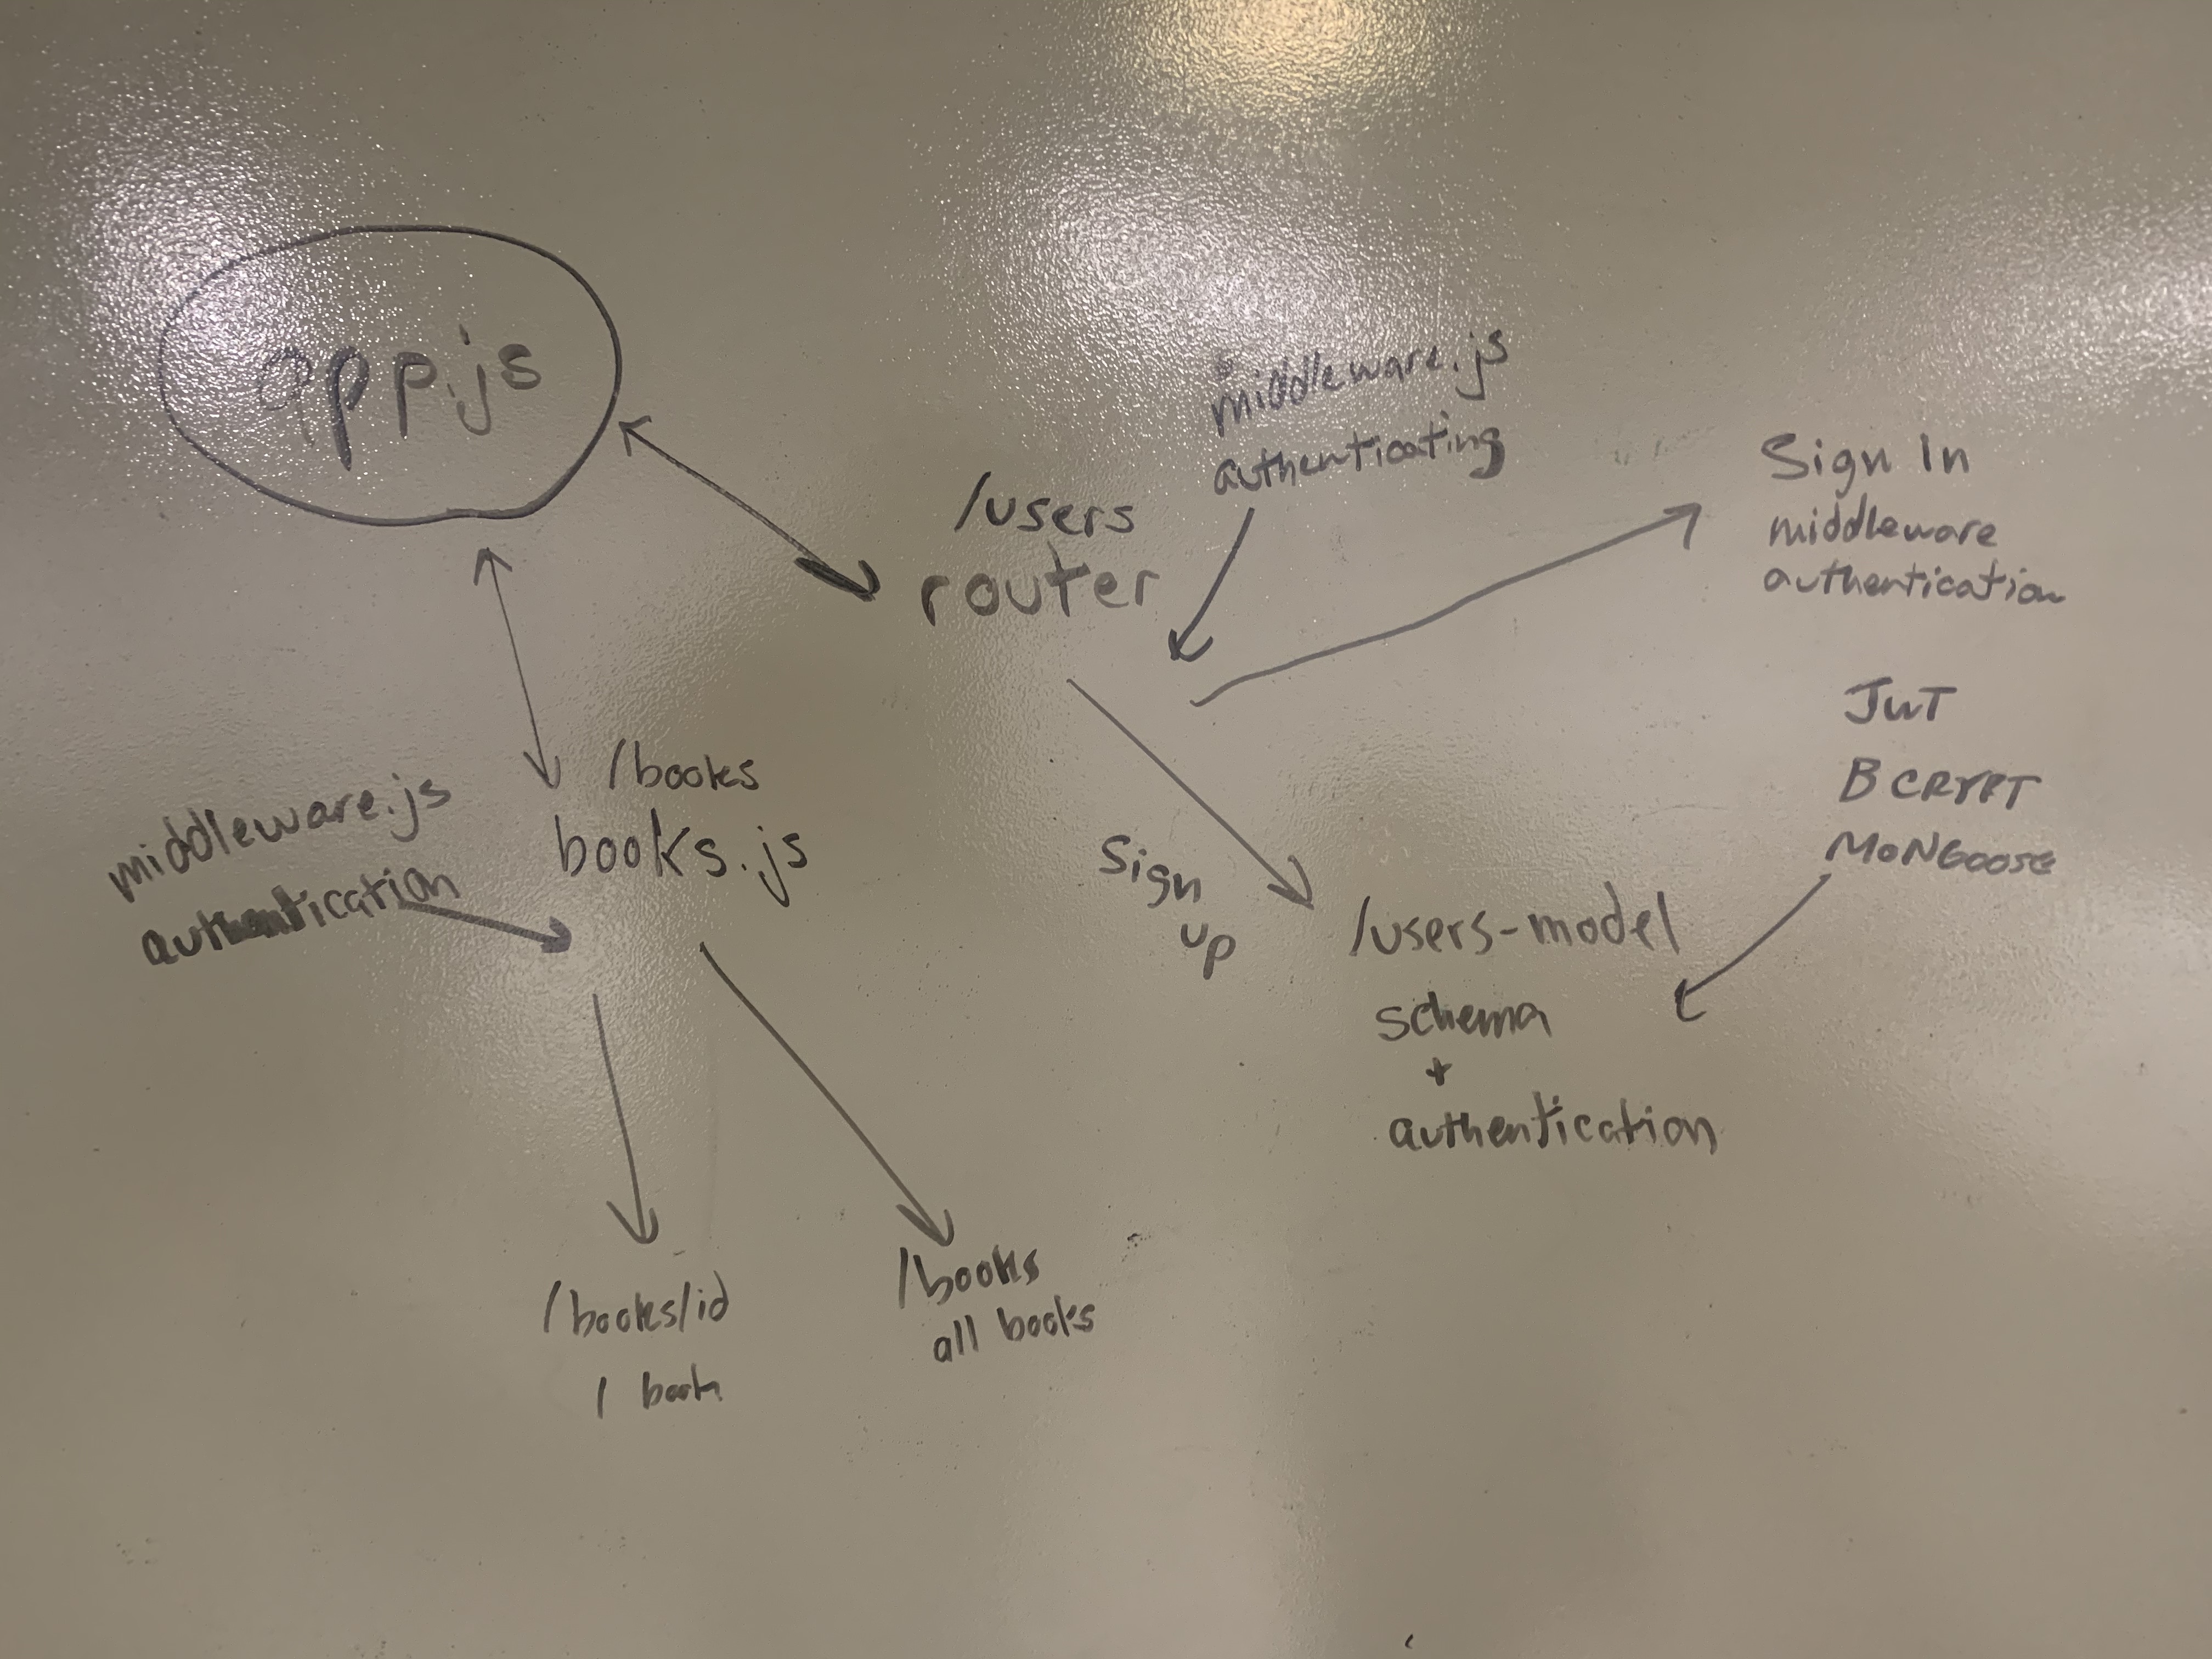 app.js
middleware.js
authenticating
/users
router
Sign In
middleware
authentication
JWT
BCRYPT
MONGOOSE
/books
books.js
middleware.js
authentication
Sign
up
/users-model
schema
+
authentication
/books/id
1 book
/books
all books